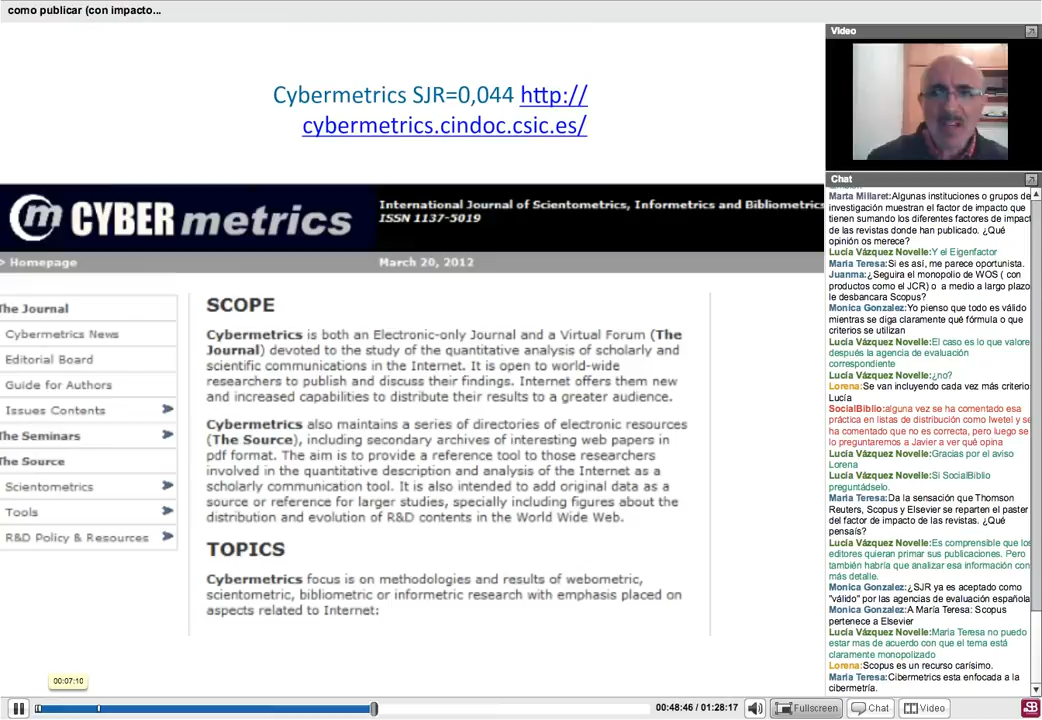 como publicar (con impacto...
Cybermetrics SJR=0,044 http://
cybermetrics.cindoc.csic.es/
CYBERmetrics
International Journal of Scientometrics, Informetrics and Bibliometrics
ISSN 1137-5019
> Homepage
March 20, 2012
The Journal
Cybermetrics News
Editorial Board
Guide for Authors
Issues Contents
The Seminars
The Source
Scientometrics
Tools
R&D Policy & Resources
SCOPE
Cybermetrics is both an Electronic-only Journal and a Virtual Forum (The
Journal) devoted to the study of the quantitative analysis of scholarly and
scientific communications in the Internet. It is open to world-wide
researchers to publish and discuss their findings. Internet offers them new
and increased capabilities to distribute their results to a greater audience.
Cybermetrics also maintains a series of directories of electronic resources
(The Source), including secondary archives of interesting web papers in
pdf format. The aim is to provide a reference tool to those researchers
involved in the quantitative description and analysis of the Internet as a
scholarly communication tool. It is also intended to add original data as a
source or reference for larger studies, specially including figures about the
distribution and evolution of R&D contents in the World Wide Web.
TOPICS
Cybermetrics focus is on methodologies and results of webometric,
scientometric, bibliometric or informetric research with emphasis placed on
aspects related to Internet:
Video
Chat
Marta Millaret:Algunas instituciones o grupos de
investigación muestran el factor de impacto que
tienen sumando los diferentes factores de impact
de las revistas donde han publicado. ¿Qué
opinión os merece?
Lucía Vázquez Novelle:Y el Eigenfactor
María Teresa:Si es así, me parece oportunista.
Juanma:¿Seguira el monopolio de WOS ( con
productos como el JCR) o a medio a largo plazo
le desbancara Scopus?
Monica Gonzalez:Yo pienso que todo es válido
mientras se diga claramente qué fórmula o que
criterios se utilizan
Lucía Vázquez Novelle:El caso es lo que valore
después la agencia de evaluación
correspondiente
Lucía Vázquez Novelle:¿no?
Lorena:Se van incluyendo cada vez más criterio
Lucía
SocialBiblio:alguna vez se ha comentado esa
práctica en listas de distribución como Iwetel y se
ha comentado que no es correcta, pero luego se
lo preguntaremos a Javier a ver qué opina
Lucía Vázquez Novelle:Gracias por el aviso
Lorena
Lucía Vázquez Novelle:Si SocialBiblio
preguntádselo.
María Teresa:Da la sensación que Thomson
Reuters, Scopus y Elsevier se reparten el paster
del factor de impacto de las revistas. ¿Qué
pensaís?
Lucía Vázquez Novelle:Es comprensible que los
editores quieran primar sus publicaciones. Pero
también habría que analizar esa información con
más detalle.
Monica Gonzalez:¿SJR ya es aceptado como
"válido" por las agencias de evaluación española
Monica Gonzalez:A María Teresa: Scopus
pertenece a Elsevier
Lucía Vázquez Novelle:Maria Teresa no puedo
estar mas de acuerdo con que el tema está
claramente monopolizado
Lorena:Scopus es un recurso carísimo.
María Teresa:Cibermetrics esta enfocada a la
cibermetría.
00:07:10
00:48:46 / 01:28:17
Fullscreen
Chat
Video
SB